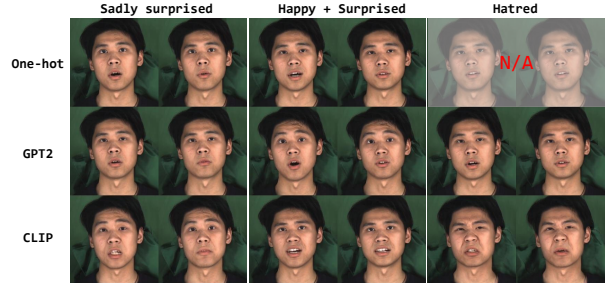 Sadly surprised Happy + Surprised Hatred
One-hot N/A
GPT2
CLIP